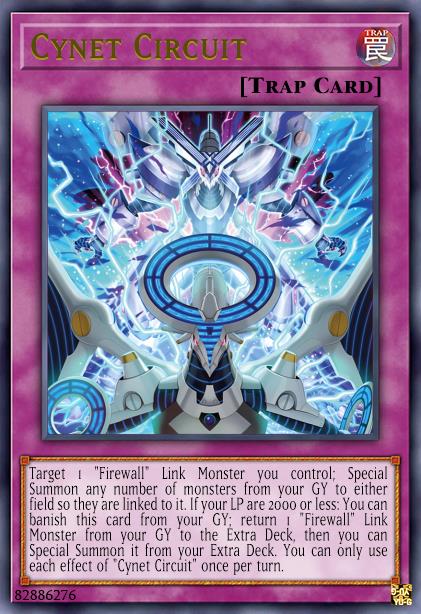 CYNET CIRCUIT
TRAP
罠
[TRAP CARD]
Target 1 "Firewall" Link Monster you control; Special
Summon any number of monsters from your GY to either
field so they are linked to it. If your LP are 2000 or less: You can
banish this card from your GY; return 1 "Firewall" Link
Monster from your GY to the Extra Deck, then you can
Special Summon it from your Extra Deck. You can only use
each effect of "Cynet Circuit" once per turn.
82886276